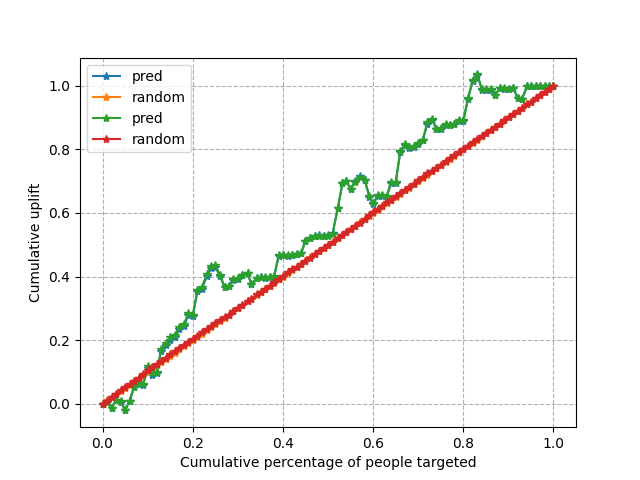 pred
random
pred
random
1.0
0.8
0.6
0.4
0.2
0.0
Cumulative uplift
0.0 0.2 0.4 0.6 0.8 1.0
Cumulative percentage of people targeted